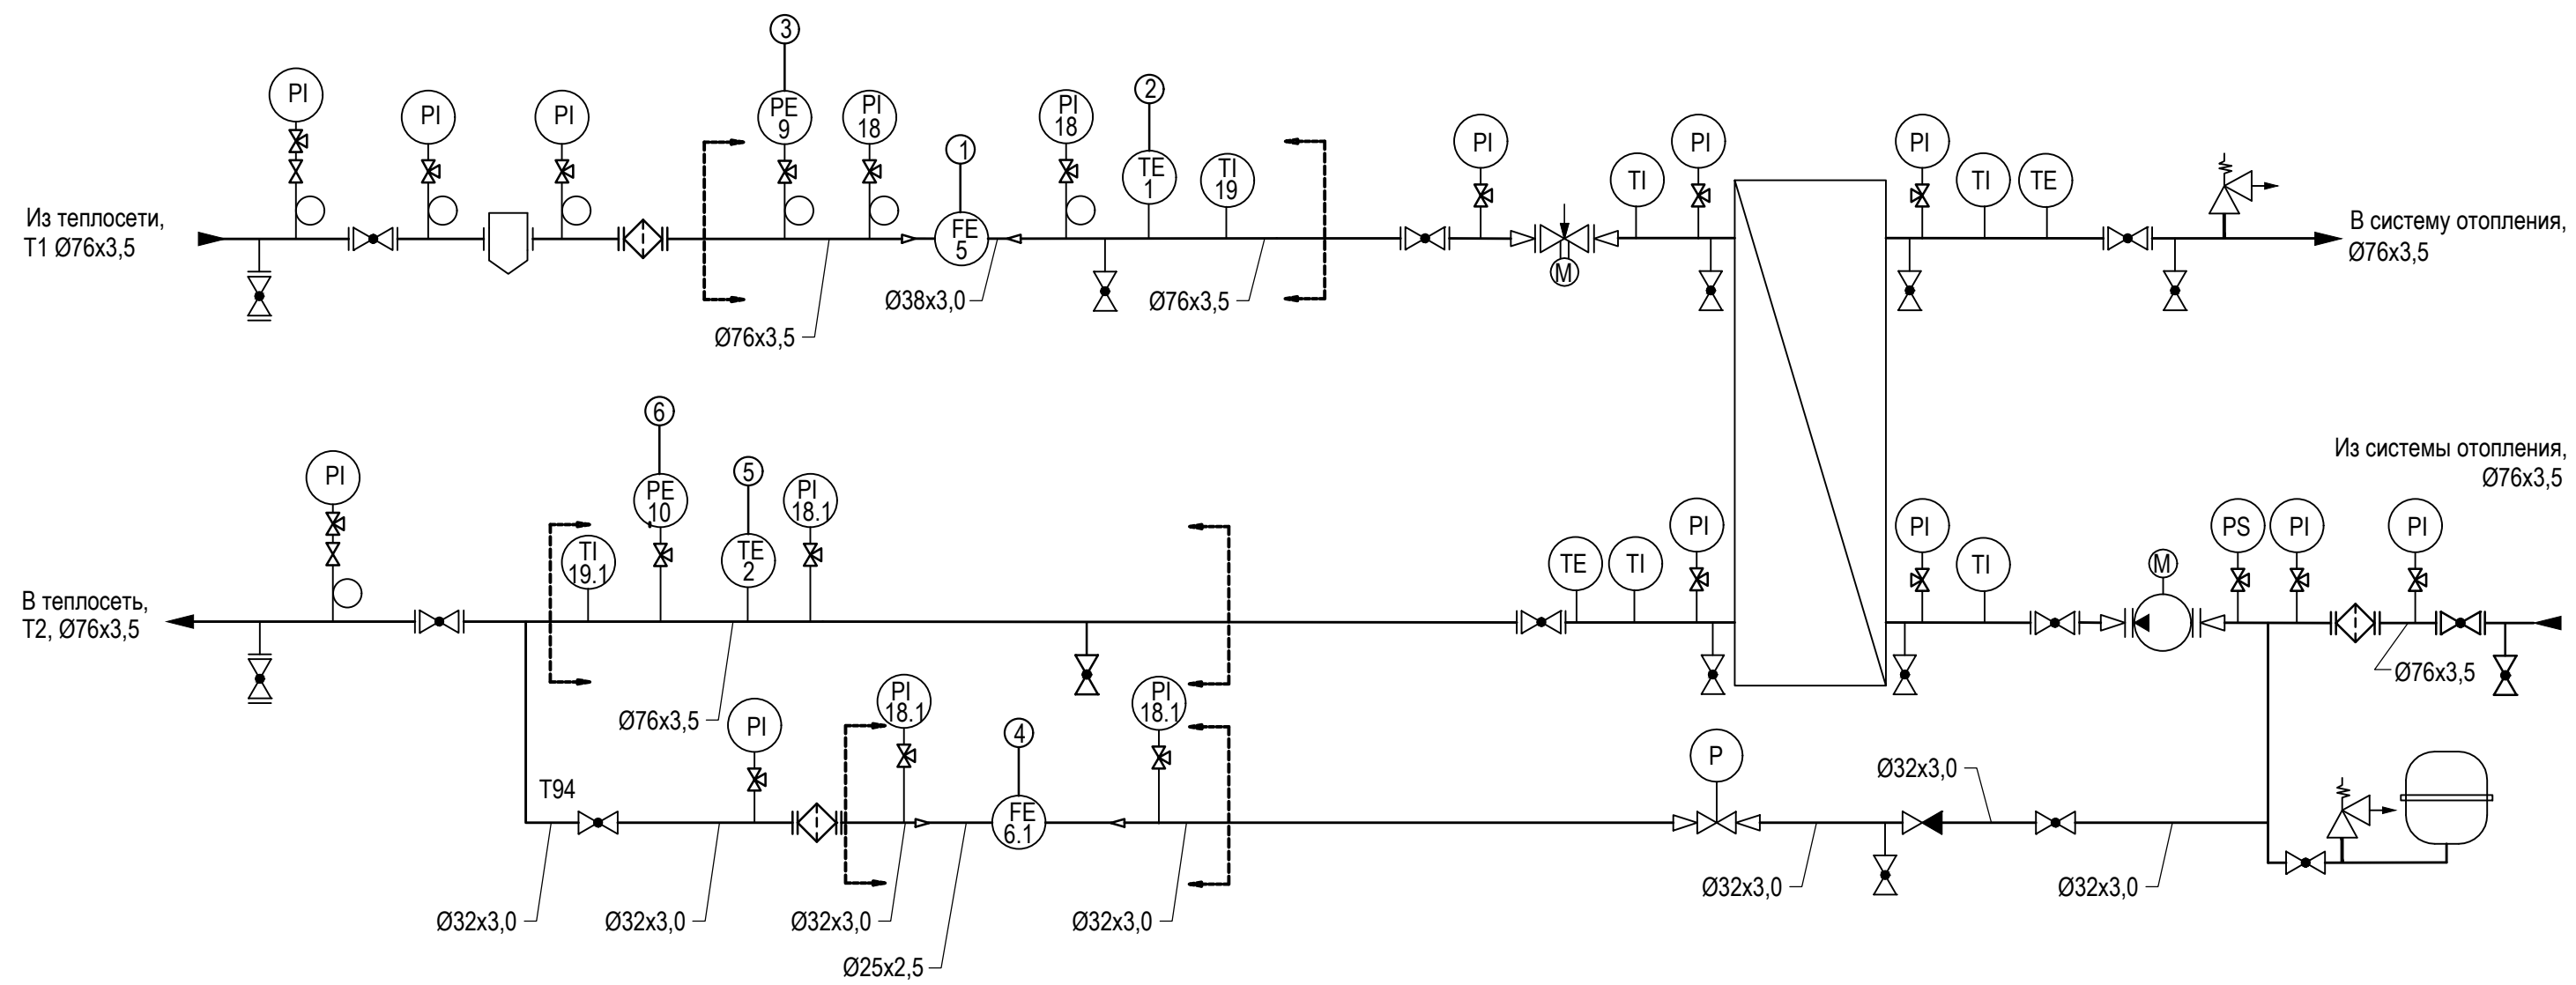 3
PI
PI
PI
PE
9
PI
18
1
PI
18
2
TE
1
TI
19
PI
TI
PI
PI
TI
TE
Из теплосети,
T1 Ø76x3,5
FE
5
M
В систему отопления,
Ø76x3,5
Ø38x3,0
Ø76x3,5
Ø76x3,5
6
5
PI
PE
10
PI
18.1
TE
2
TI
19.1
TE
TI
PI
PI
TI
M
PS
PI
PI
Из системы отопления,
Ø76x3,5
В теплосеть,
T2, Ø76x3,5
Ø76x3,5
Ø76x3,5
PI
PI
18.1
4
PI
18.1
P
Ø32x3,0
T94
FE
6.1
Ø32x3,0
Ø32x3,0
Ø32x3,0
Ø32x3,0
Ø32x3,0
Ø32x3,0
Ø25x2,5